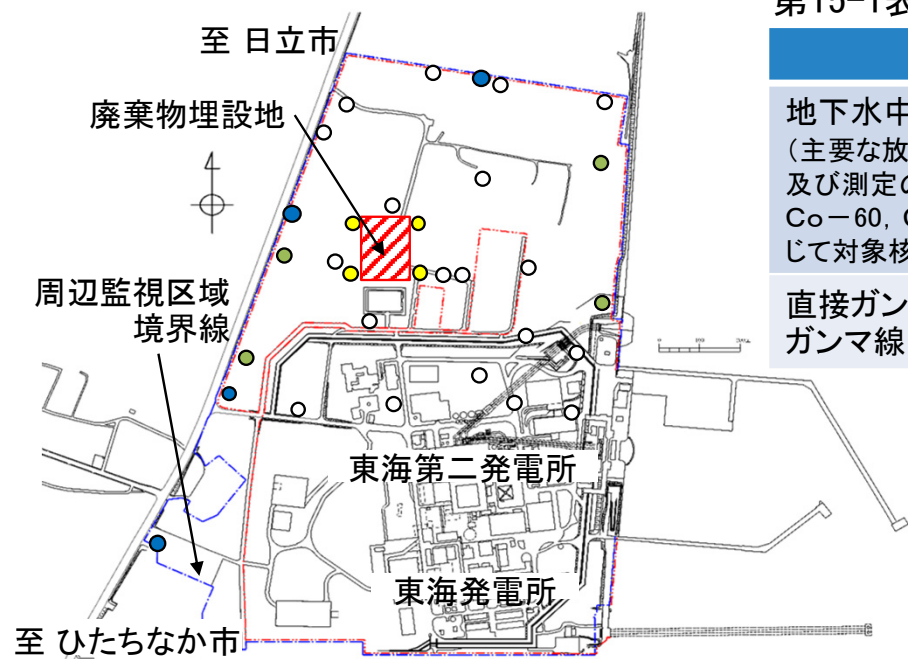 第15-1表
至 日立市
廃棄物埋設地
4
周辺監視区域
境界線
東海第二発電所
東海発電所
至 ひたちなか市
地下水中
（主要な放
及び測定の
Co－60，
じて対象核
直接ガン
ガンマ線